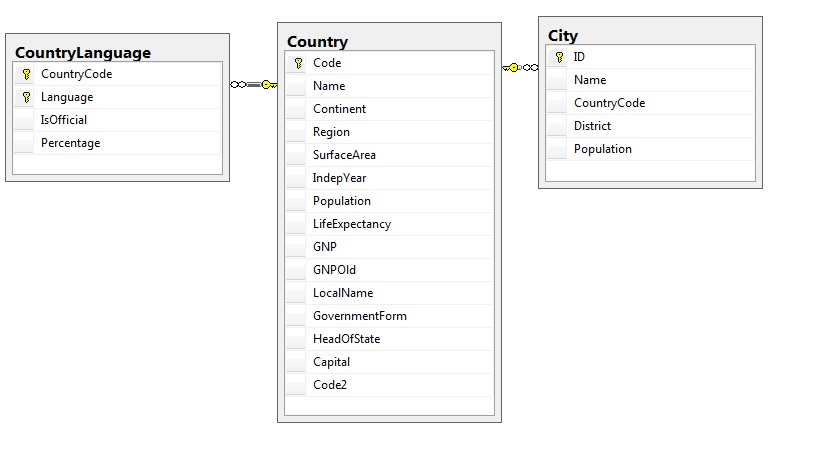 CountryLanguage
CountryCode
Language
IsOfficial
Percentage
Country
Code
Name
Continent
Region
SurfaceArea
IndepYear
Population
LifeExpectancy
GNP
GNPOld
LocalName
GovernmentForm
HeadOfState
Capital
Code2
City
ID
Name
CountryCode
District
Population